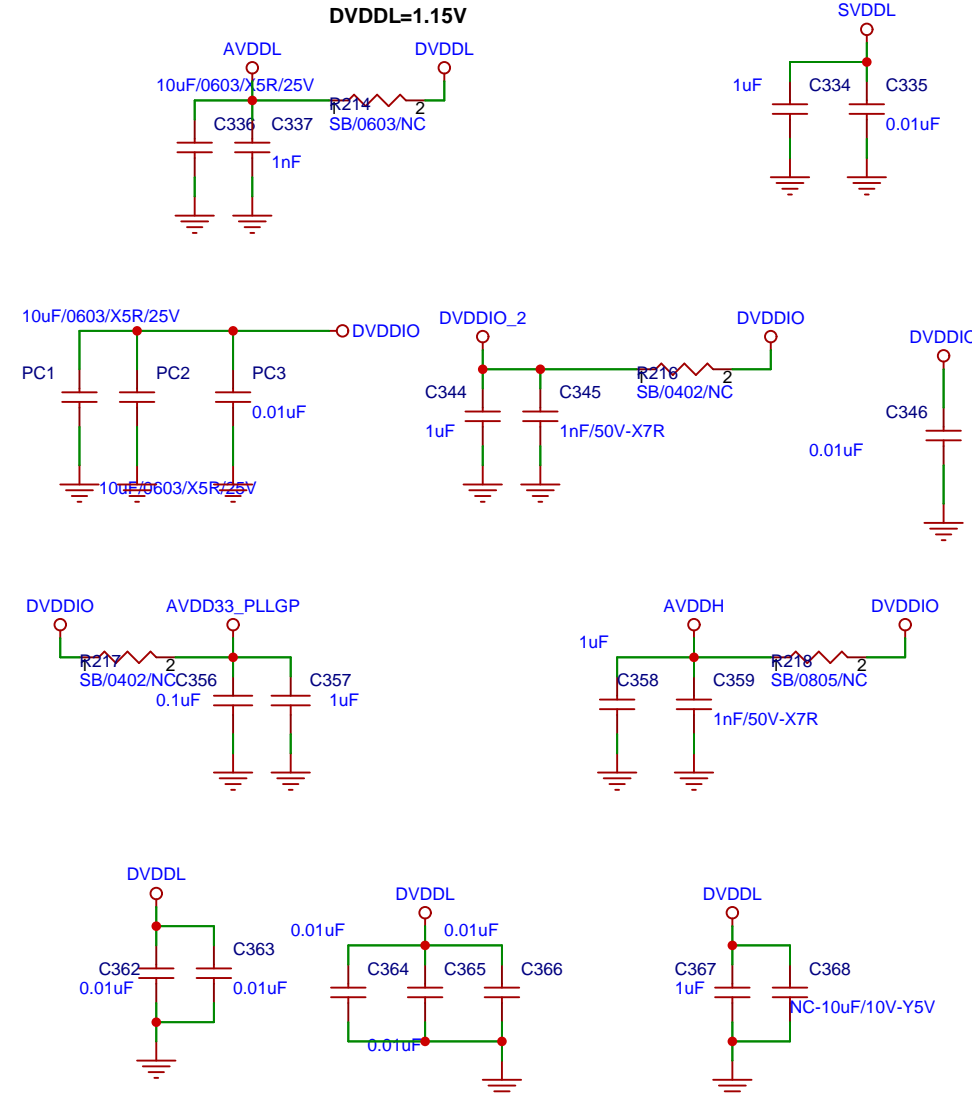 DVDDL=1.15V
SVDDL
AVDDL
DVDDL
10uF/0603/X5R/25V
1uF
C334
C335
R214
1
2
SB/0603/NC
C336
C337
0.01uF
1nF
10uF/0603/X5R/25V
DVDDIO
DVDDIO_2
DVDDIO
DVDDIO
PC1
PC2
PC3
R216
1
2
SB/0402/NC
C344
C345
0.01uF
1uF
1nF/50V-X7R
C346
0.01uF
10uF/0603/X5R/25V
DVDDIO
AVDD33_PLLGP
AVDDH
DVDDIO
1uF
R217
1
2
SB/0402/NC
C356
C357
0.1uF
1uF
C358
C359
R218
1
2
SB/0805/NC
1nF/50V-X7R
DVDDL
DVDDL
DVDDL
0.01uF
0.01uF
C362
C363
0.01uF
0.01uF
C364
C365
C366
0.01uF
C367
C368
1uF
NC-10uF/10V-Y5V